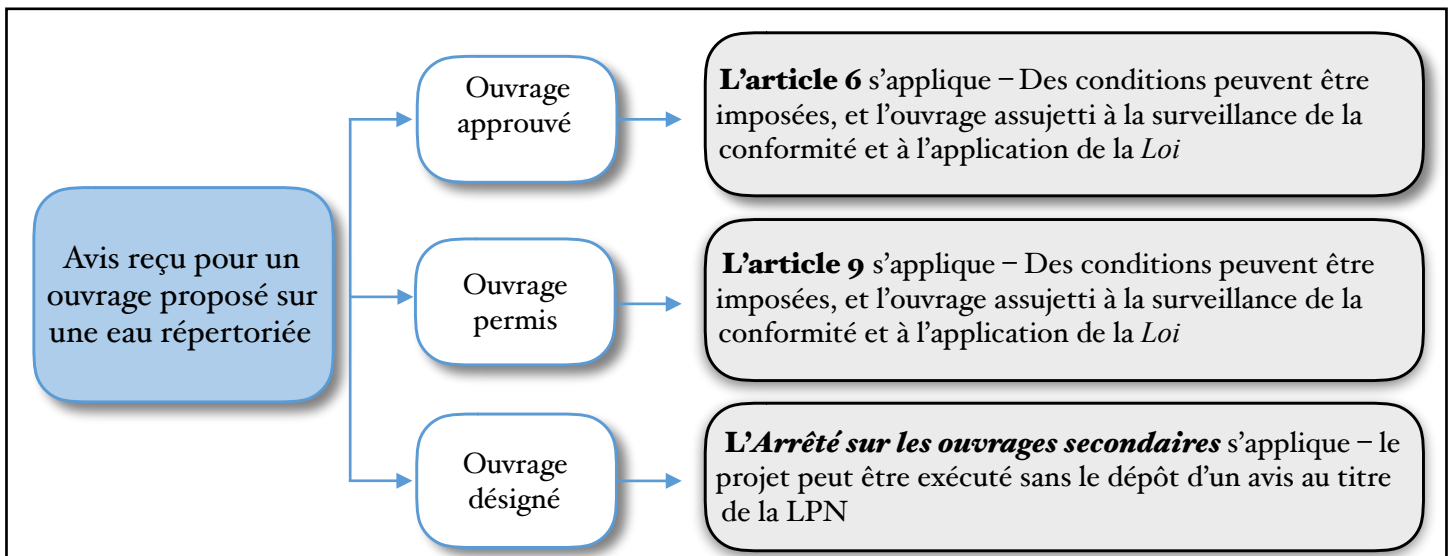 Avis reçu pour un
ouvrage proposé sur
une eau répertoriée
Ouvrage
approuvé
L’article 6 s’applique – Des conditions peuvent être
imposées, et l’ouvrage assujetti à la surveillance de la
conformité et à l’application de la Loi
Ouvrage
permis
L’article 9 s’applique – Des conditions peuvent être
imposées, et l’ouvrage assujetti à la surveillance de la
conformité et à l’application de la Loi
Ouvrage
désigné
L’Arrêté sur les ouvrages secondaires s’applique – le
projet peut être exécuté sans le dépôt d’un avis au titre
de la LPN